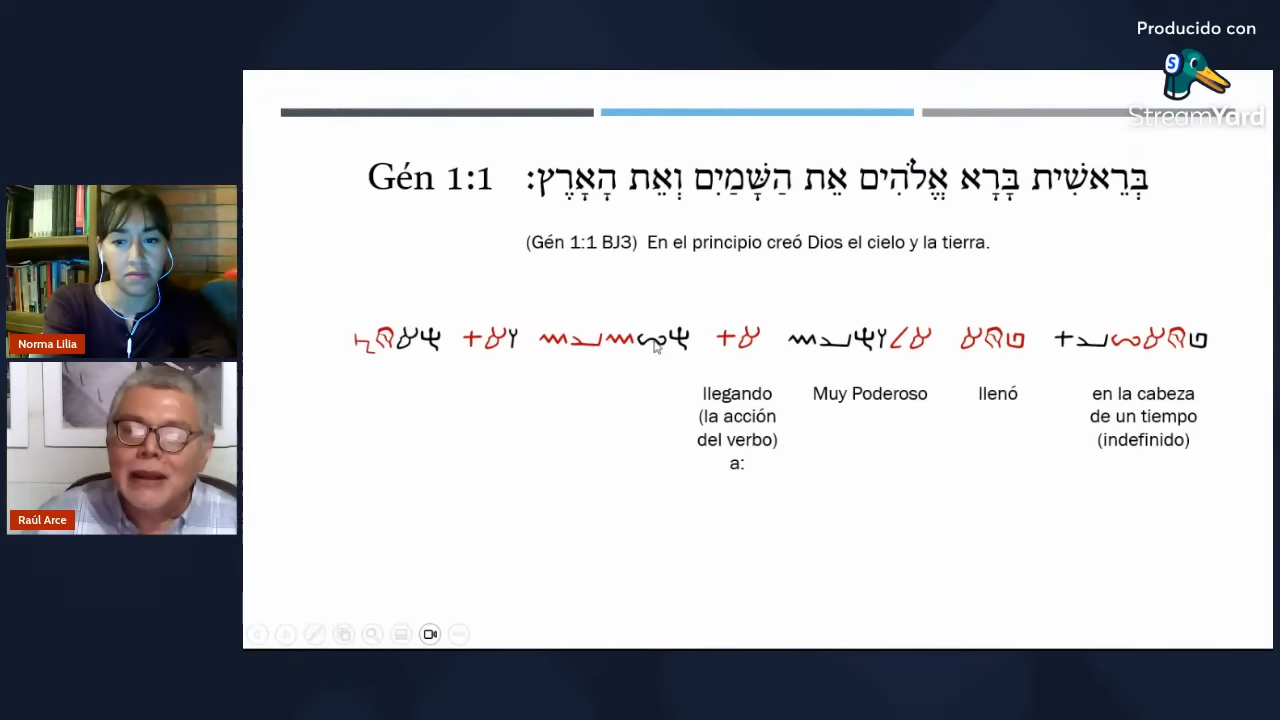 Producido con
StreamYard
Gén 1:1 בְּרֵאשִׁית בָּרָא אֱלֹהִים אֵת הַשָּׁמַיִם וְאֵת הָאָרֶץ׃
(Gén 1:1 BJ3) En el principio creó Dios el cielo y la tierra.
en la cabeza
de un tiempo
(indefinido)
llenó
Muy Poderoso
llegando
(la acción
del verbo)
a:
Norma Lilia
Raúl Arce